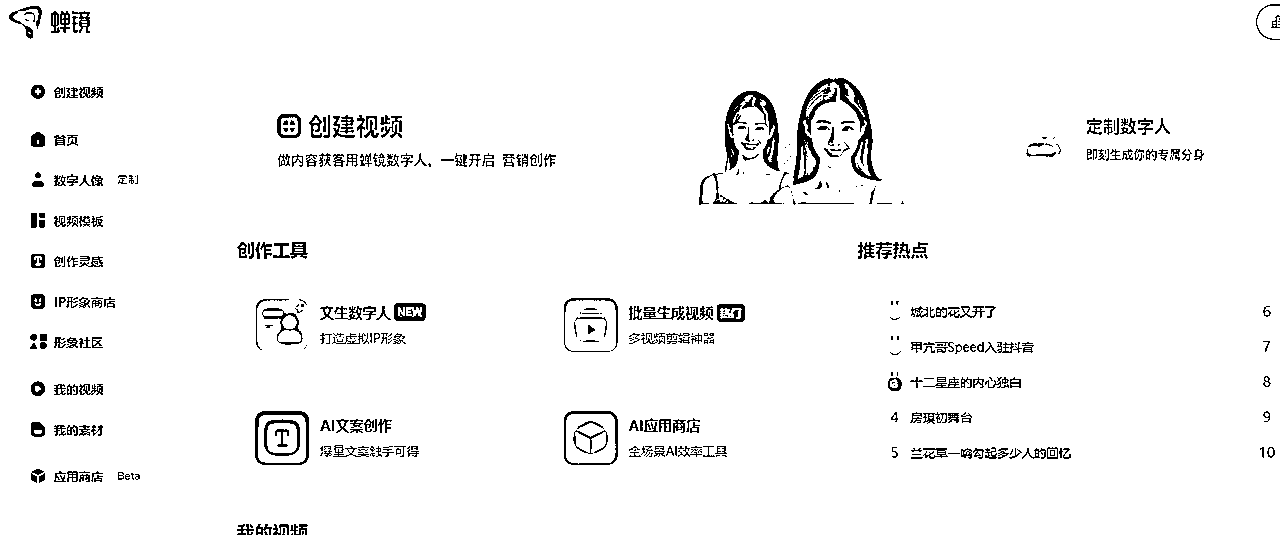 蝉镜
创建视频
首页
数字人像 定制
视频模板
创作灵感
IP形象商店
形象社区
我的视频
我的素材
应用商店 Beta
创建视频
做内容获客用蝉镜数字人，一键开启 营销创作
定制数字人
即刻生成你的专属分身
创作工具
文生数字人 NEW
打造虚拟IP形象
批量生成视频 热门
多视频剪辑神器
AI文案创作
爆量文案触手可得
AI应用商店
全场景AI效率工具
推荐热点
城北的花又开了 6
甲亢哥Speed入驻抖音 7
十二星座的内心独白 8
4 房琪初舞台 9
5 兰花草一响勾起多少人的回忆 10
我的视频